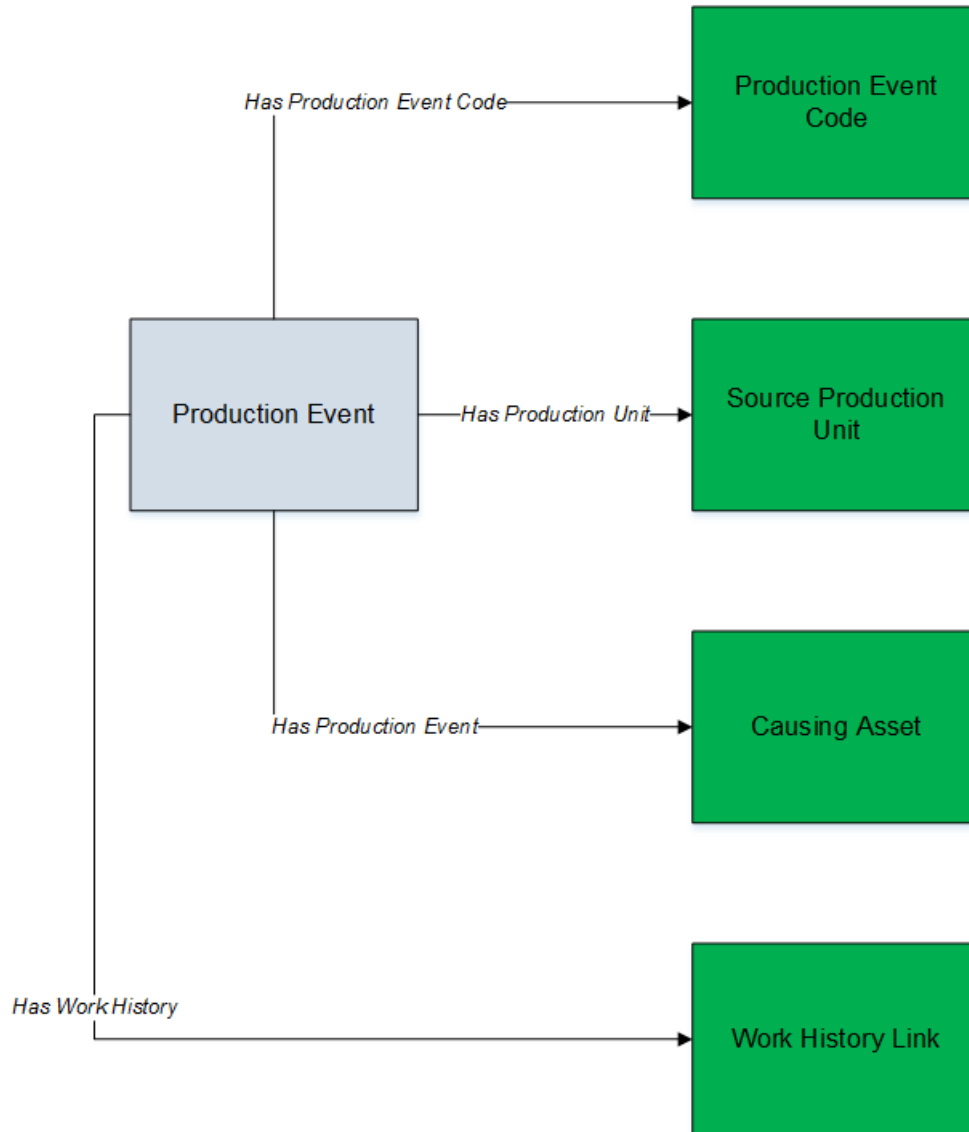 Has Production Event Code
Production Event
Code
Production Event
Has Production Unit
Source Production
Unit
Has Production Event
Causing Asset
Has Work History
Work History Link